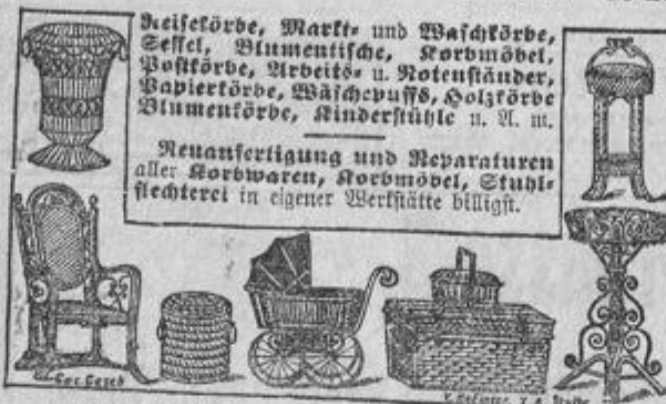 Reisekörbe, Markt- und Waschkörbe,
Sessel, Blumentische, Korbmöbel,
Postkörbe, Arbeits- u. Notenständer,
Papierkörbe, Wäschepuffs, Holzkörbe
Blumenkörbe, Kinderstühle u. A. m.
Neuanfertigung und Reparaturen
aller Korbwaren, Korbmöbel, Stuhl-
flechterei in eigener Werkstätte billigst.